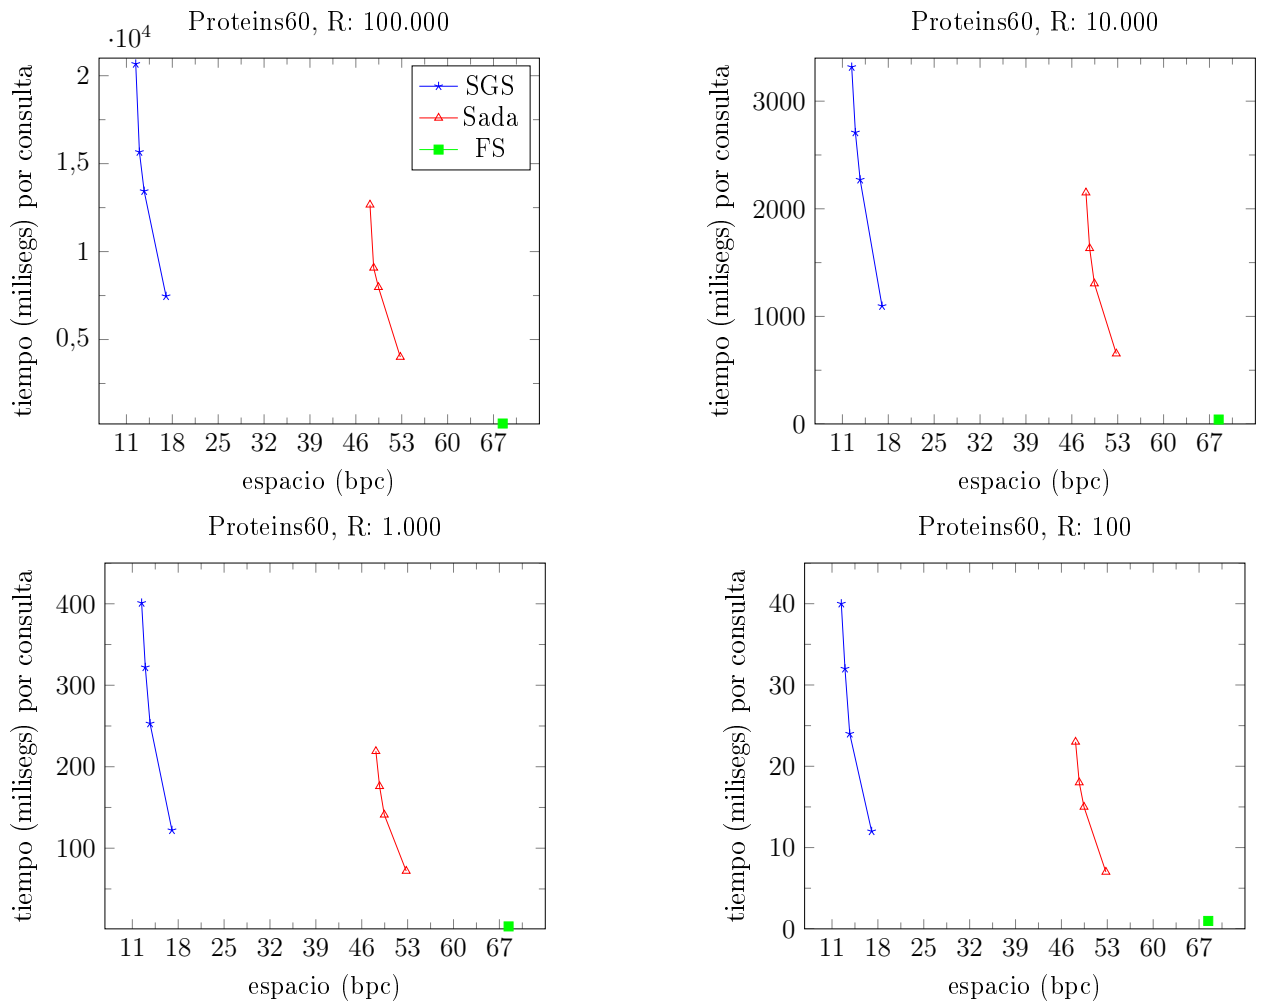 Proteins60, R: 100.000
·10⁴
tiempo (milisegs) por consulta
2
1,5
1
0,5
SGS
Sada
FS
11 18 25 32 39 46 53 60 67
espacio (bpc)
Proteins60, R: 10.000
tiempo (milisegs) por consulta
3000
2000
1000
0
11 18 25 32 39 46 53 60 67
espacio (bpc)
Proteins60, R: 1.000
tiempo (milisegs) por consulta
400
300
200
100
11 18 25 32 39 46 53 60 67
espacio (bpc)
Proteins60, R: 100
tiempo (milisegs) por consulta
40
30
20
10
0
11 18 25 32 39 46 53 60 67
espacio (bpc)